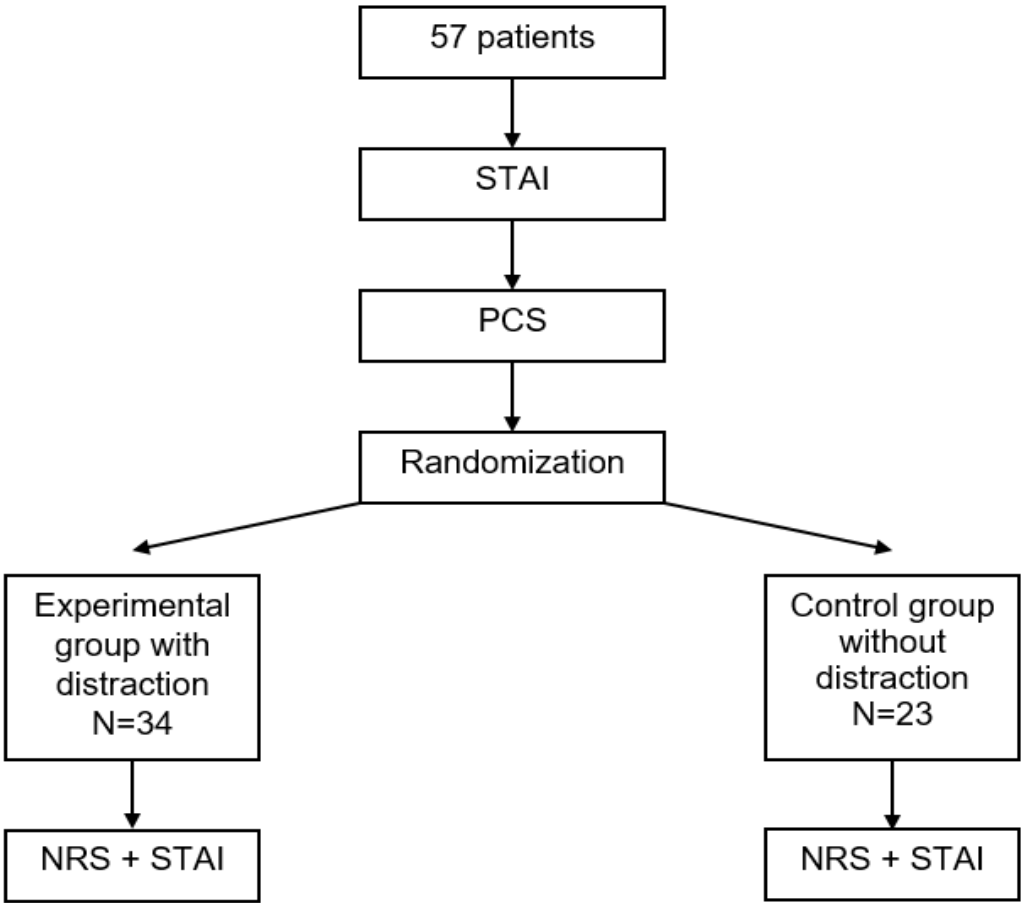 57 patients
STAI
PCS
Randomization
Experimental
group with
distraction
N=34
Control group
without
distraction
N=23
NRS + STAI
NRS + STAI